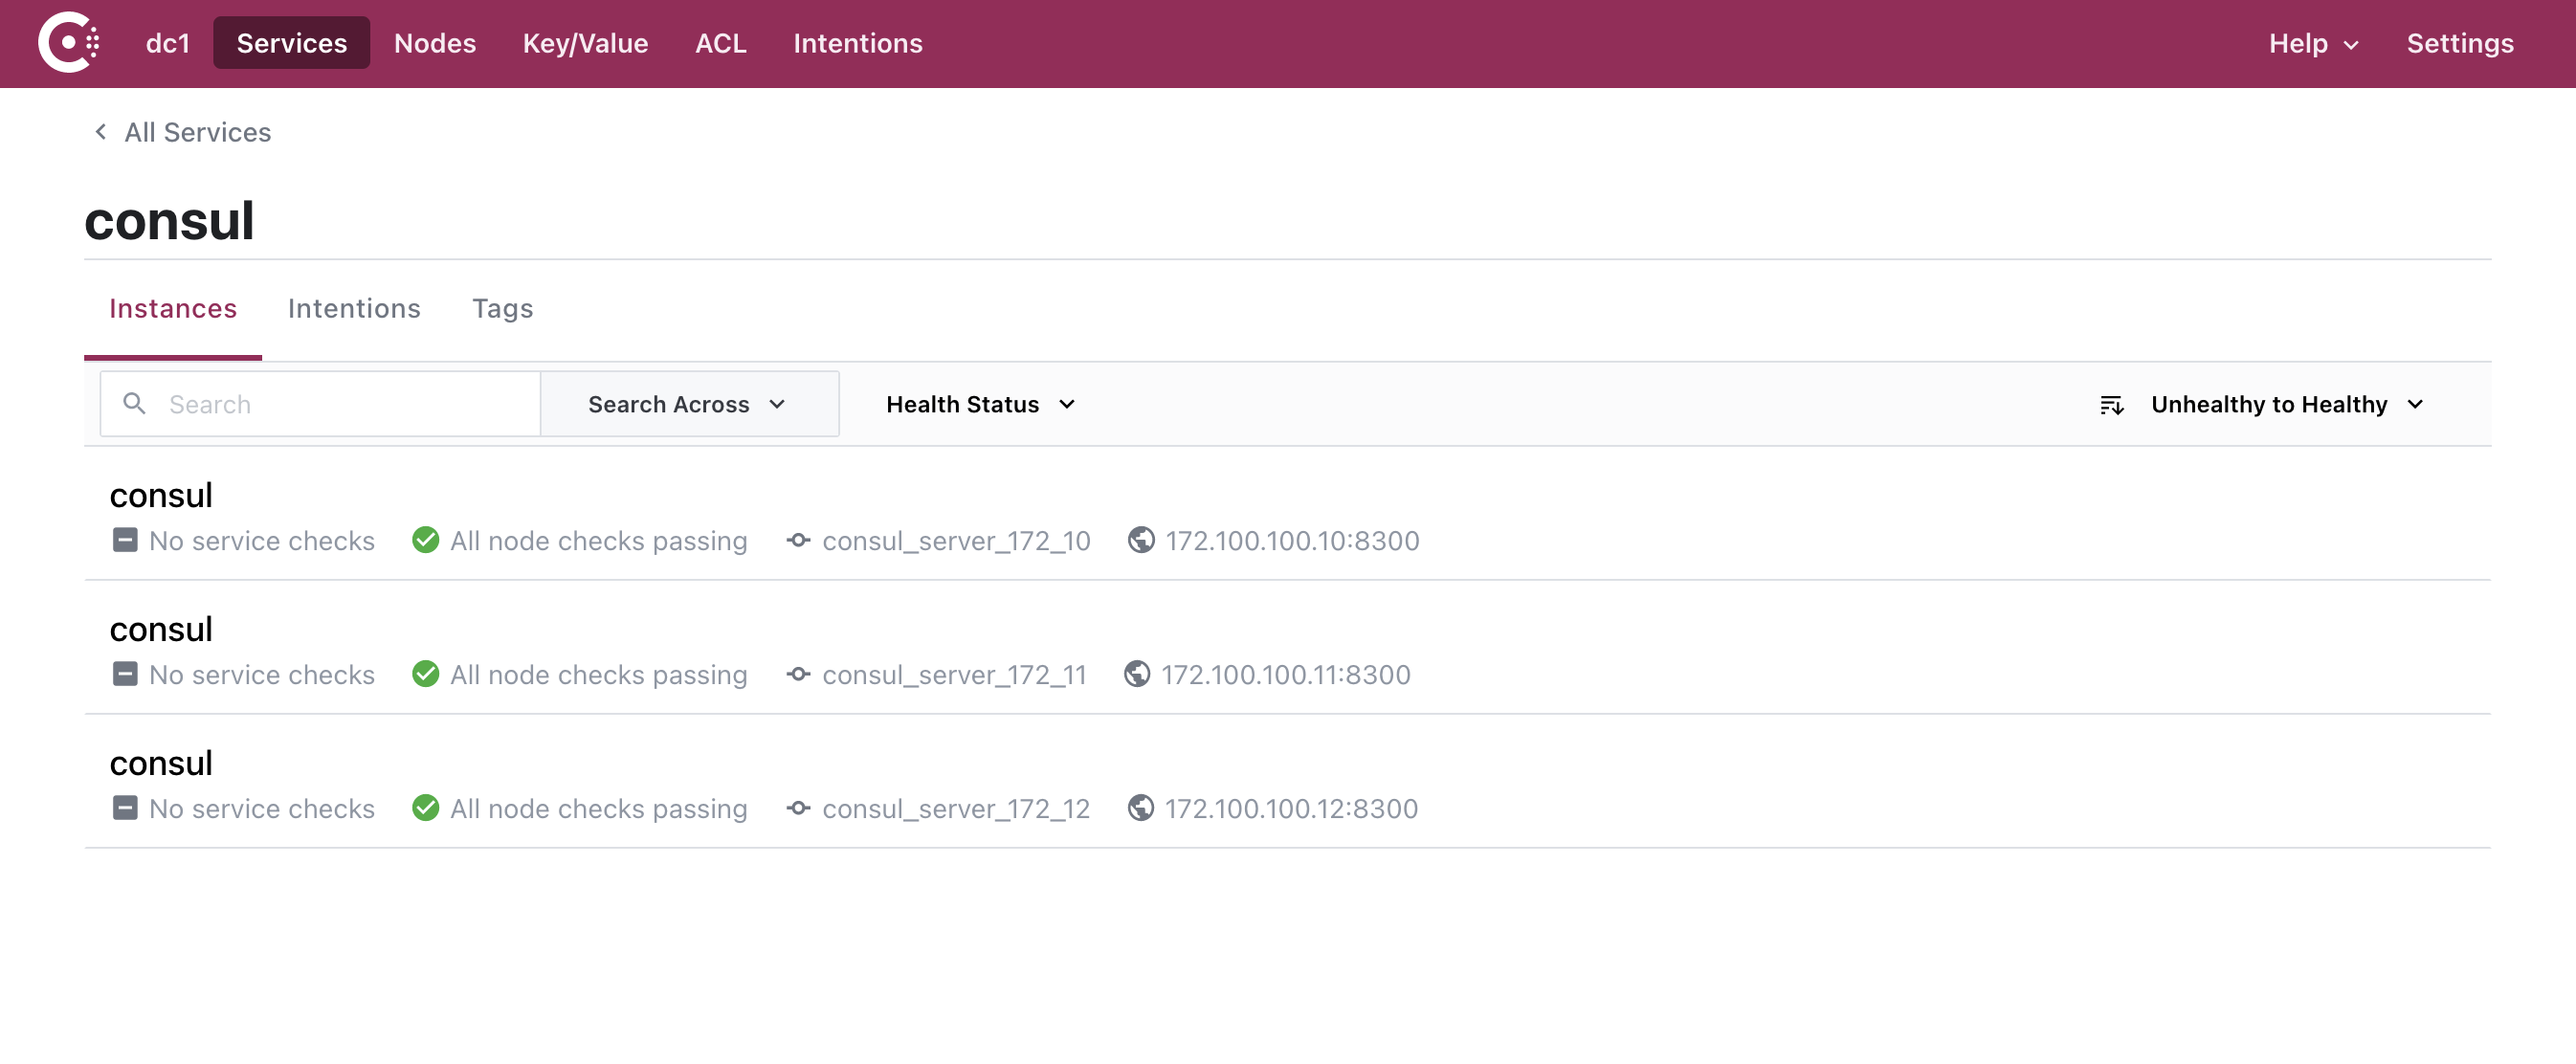 dc1 Services Nodes Key/Value ACL Intentions Help Settings
All Services
consul
Instances Intentions Tags
Search Search Across Health Status Unhealthy to Healthy
consul
No service checks All node checks passing consul_server_172_10 172.100.100.10:8300
consul
No service checks All node checks passing consul_server_172_11 172.100.100.11:8300
consul
No service checks All node checks passing consul_server_172_12 172.100.100.12:8300